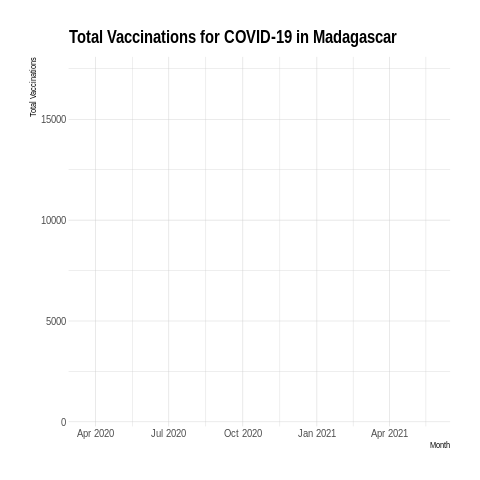 Total Vaccinations for COVID-19 in Madagascar
Total Vaccinations
15000
10000
5000
0
Apr 2020 Jul 2020 Oct 2020 Jan 2021 Apr 2021
Month